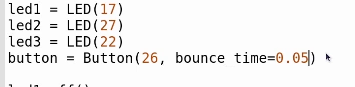 led1 = LED(17)
led2 = LED(27)
led3 = LED(22)
button = Button(26, bounce_time=0.05)